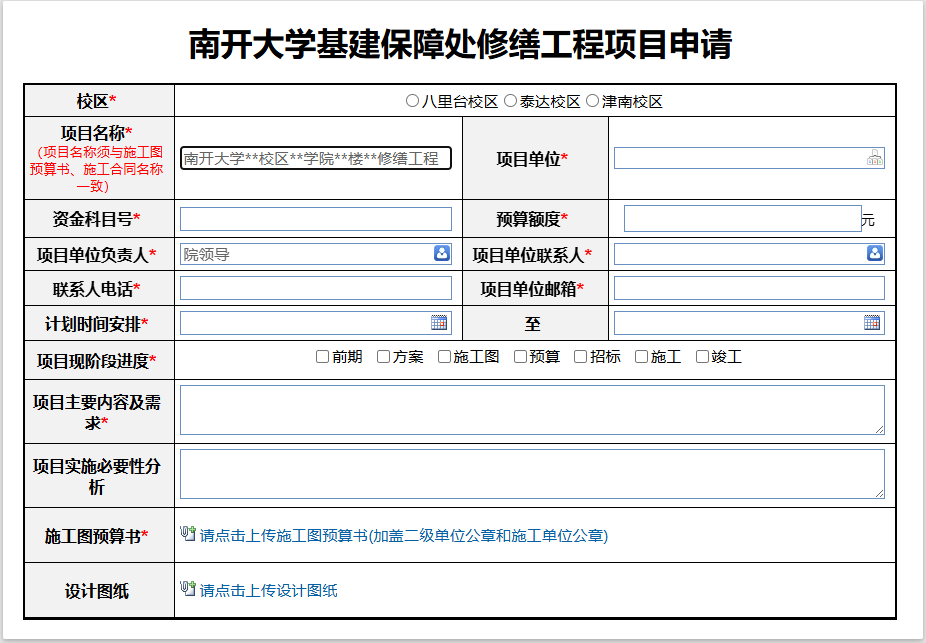 南开大学基建保障处修缮工程项目申请
校区*
八里台校区 泰达校区 津南校区
项目名称*
（项目名称须与施工图
预算书、施工合同名称
一致）
南开大学**校区**学院**楼**修缮工程
项目单位*
资金科目号*
预算额度*
元
项目单位负责人*
院领导
项目单位联系人*
联系人电话*
项目单位邮箱*
计划时间安排*
至
项目现阶段进度*
前期 方案 施工图 预算 招标 施工 竣工
项目主要内容及需
求*
项目实施必要性分
析
施工图预算书*
请点击上传施工图预算书(加盖二级单位公章和施工单位公章)
设计图纸
请点击上传设计图纸